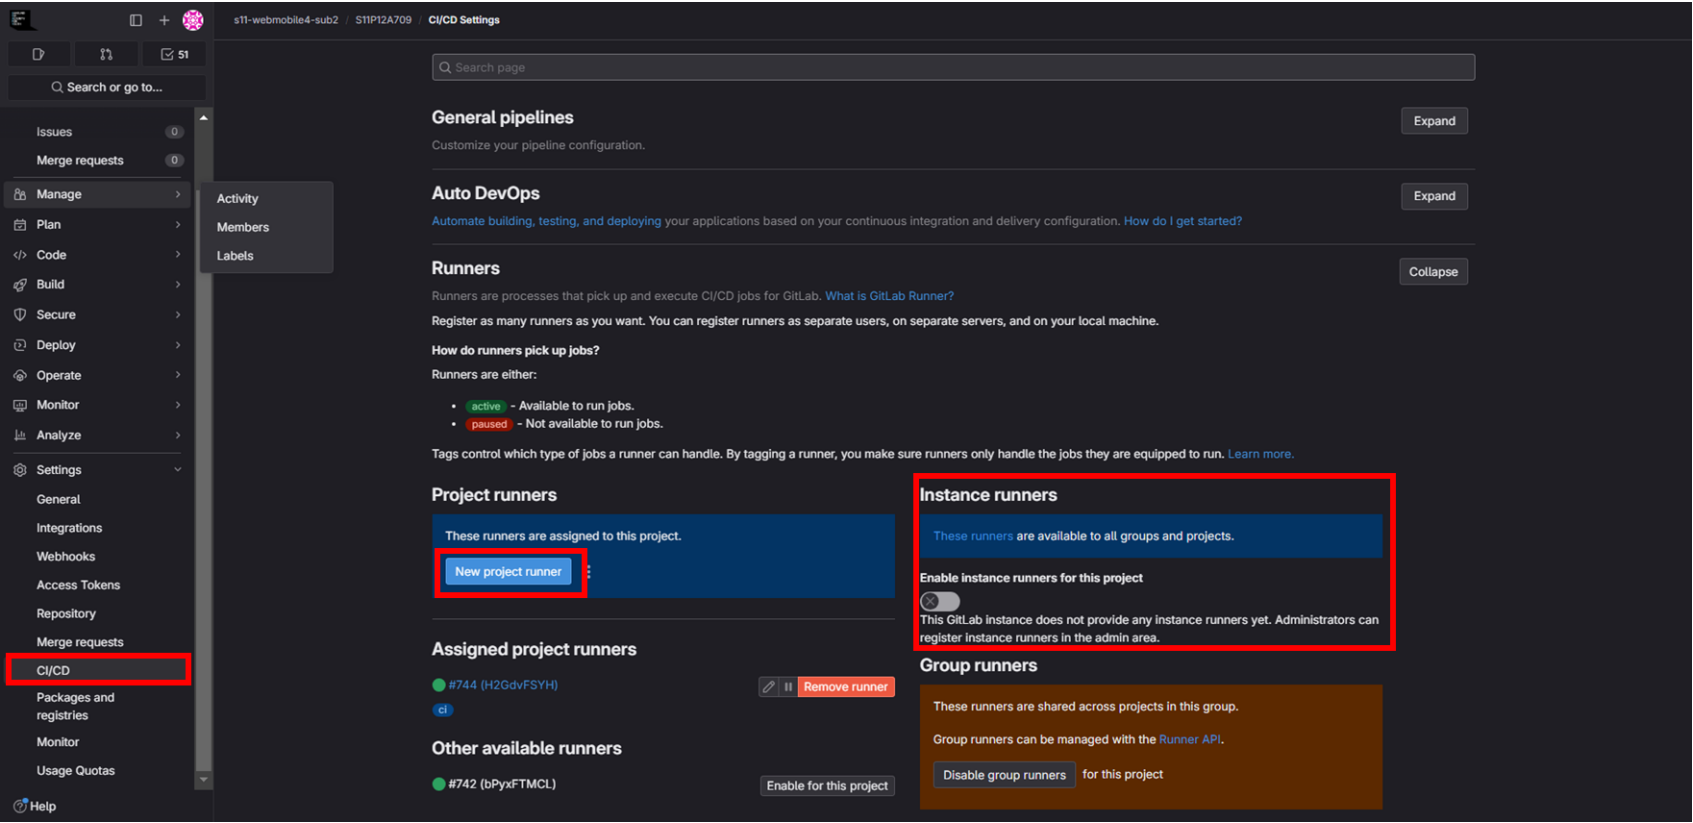 s11-webmobile4-sub2 / S11P12A709 / CI/CD Settings
51
Search or go to...
Issues 0
Merge requests 0
Manage
Plan
Code
Build
Secure
Deploy
Operate
Monitor
Analyze
Settings
General
Integrations
Webhooks
Access Tokens
Repository
Merge requests
CI/CD
Packages and
registries
Monitor
Usage Quotas
Help
Activity
Members
Labels
Search page
General pipelines
Expand
Customize your pipeline configuration.
Auto DevOps
Expand
Automate building, testing, and deploying your applications based on your continuous integration and delivery configuration. How do I get started?
Runners
Collapse
Runners are processes that pick up and execute CI/CD jobs for GitLab. What is GitLab Runner?
Register as many runners as you want. You can register runners as separate users, on separate servers, and on your local machine.
How do runners pick up jobs?
Runners are either:
• active - Available to run jobs.
• paused - Not available to run jobs.
Tags control which type of jobs a runner can handle. By tagging a runner, you make sure runners only handle the jobs they are equipped to run. Learn more.
Project runners
These runners are assigned to this project.
New project runner
Assigned project runners
#744 (H2GdvFSYH)
Remove runner
ci
Other available runners
#742 (bPyxFTMCL)
Enable for this project
Instance runners
These runners are available to all groups and projects.
Enable instance runners for this project
This GitLab instance does not provide any instance runners yet. Administrators can
register instance runners in the admin area.
Group runners
These runners are shared across projects in this group.
Group runners can be managed with the Runner API.
Disable group runners for this project